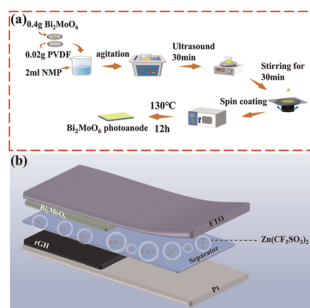 (a)
0.4g Bi2MoO6
0.02g PVDF
2ml NMP
agitation
Ultrasound
30min
Stirring for
30min
Spin coating
130℃
12h
Bi2MoO6 photoanode
(b)
Bi2MoO6
FTO
Zn(CF3SO3)2
Separator
rGH
Pt